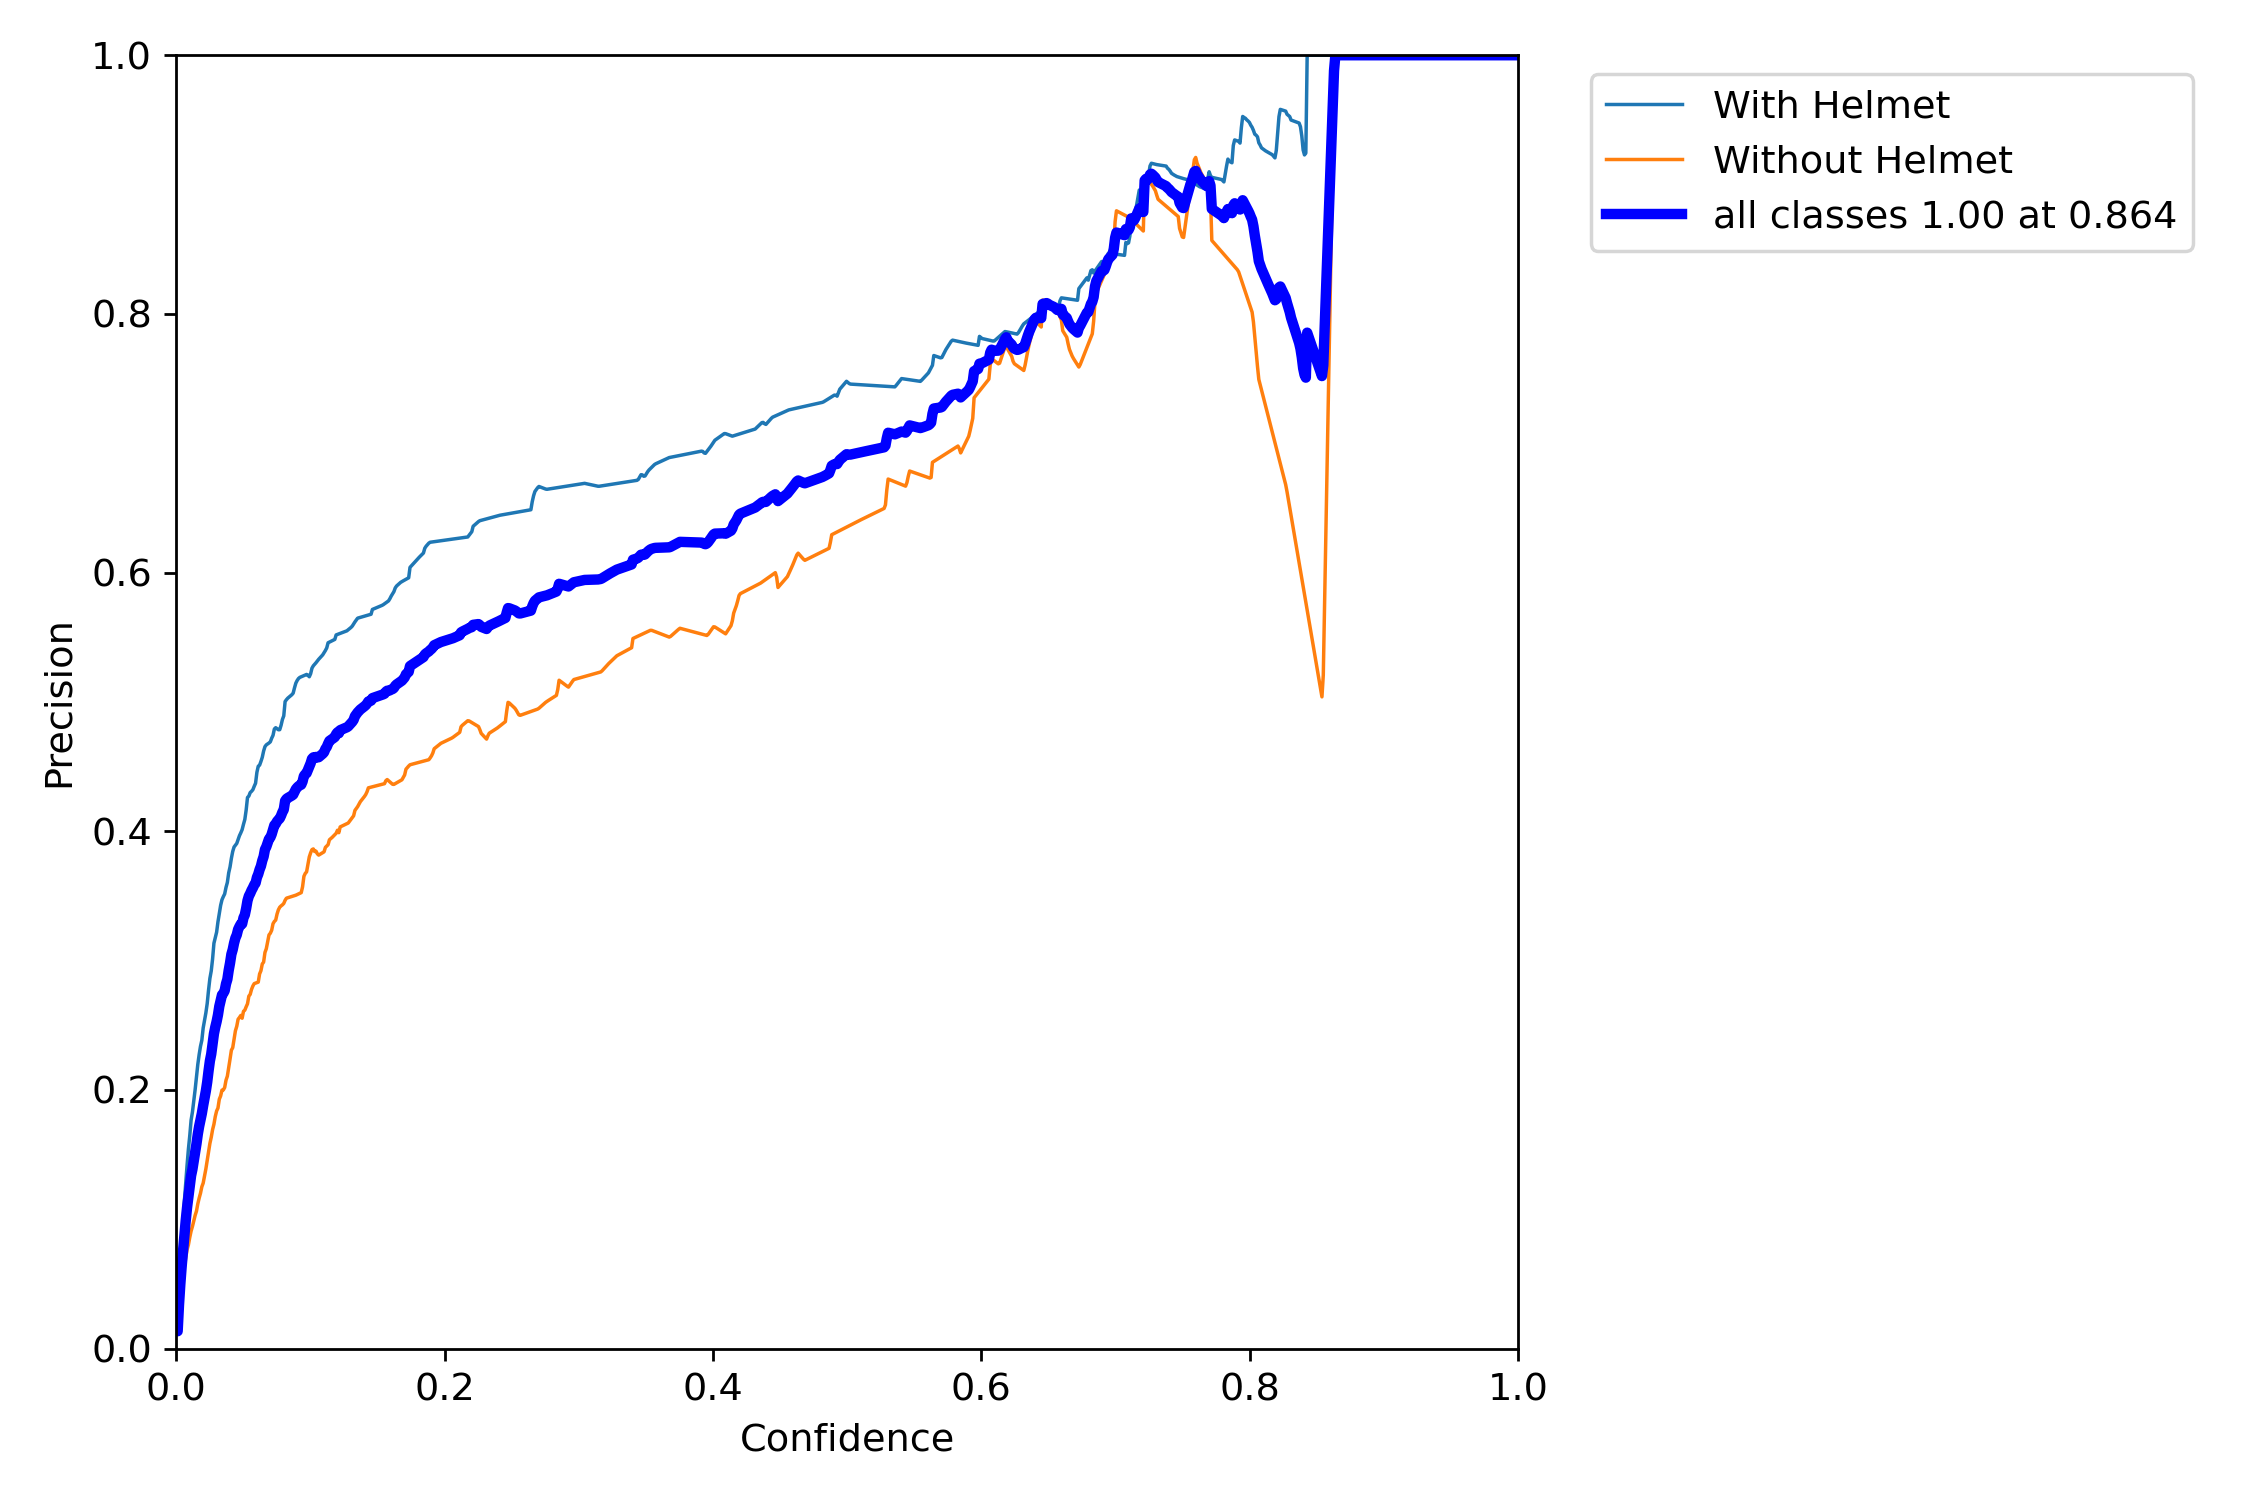 With Helmet
Without Helmet
all classes 1.00 at 0.864
1.0
0.8
0.6
0.4
0.2
0.0
Precision
0.0 0.2 0.4 0.6 0.8 1.0
Confidence